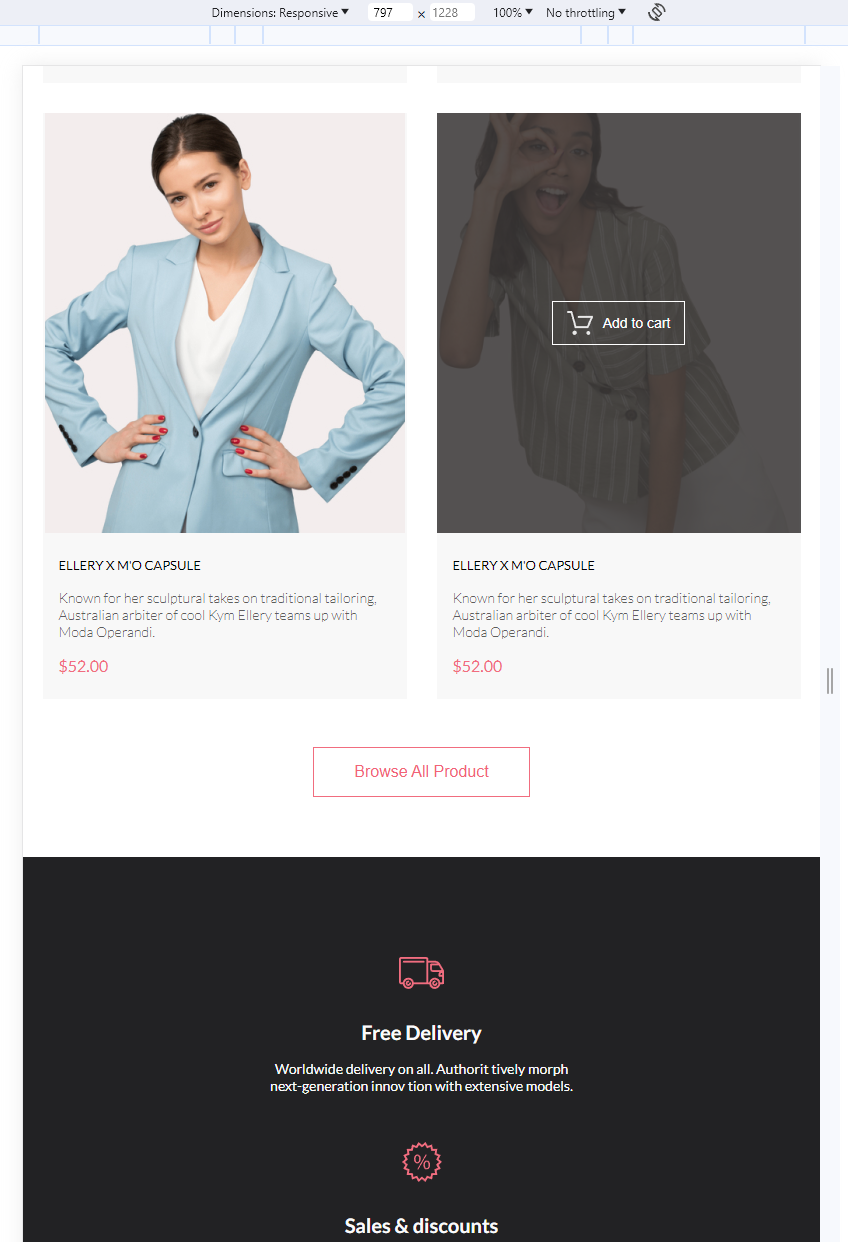 Dimensions: Responsive 797 × 1228 100% No throttling
Add to cart
ELLERY X M'O CAPSULE
Known for her sculptural takes on traditional tailoring,
Australian arbiter of cool Kym Ellery teams up with
Moda Operandi.
$52.00
ELLERY X M'O CAPSULE
Known for her sculptural takes on traditional tailoring,
Australian arbiter of cool Kym Ellery teams up with
Moda Operandi.
$52.00
Browse All Product
Free Delivery
Worldwide delivery on all. Authorit tively morph
next-generation innov tion with extensive models.
%
Sales & discounts